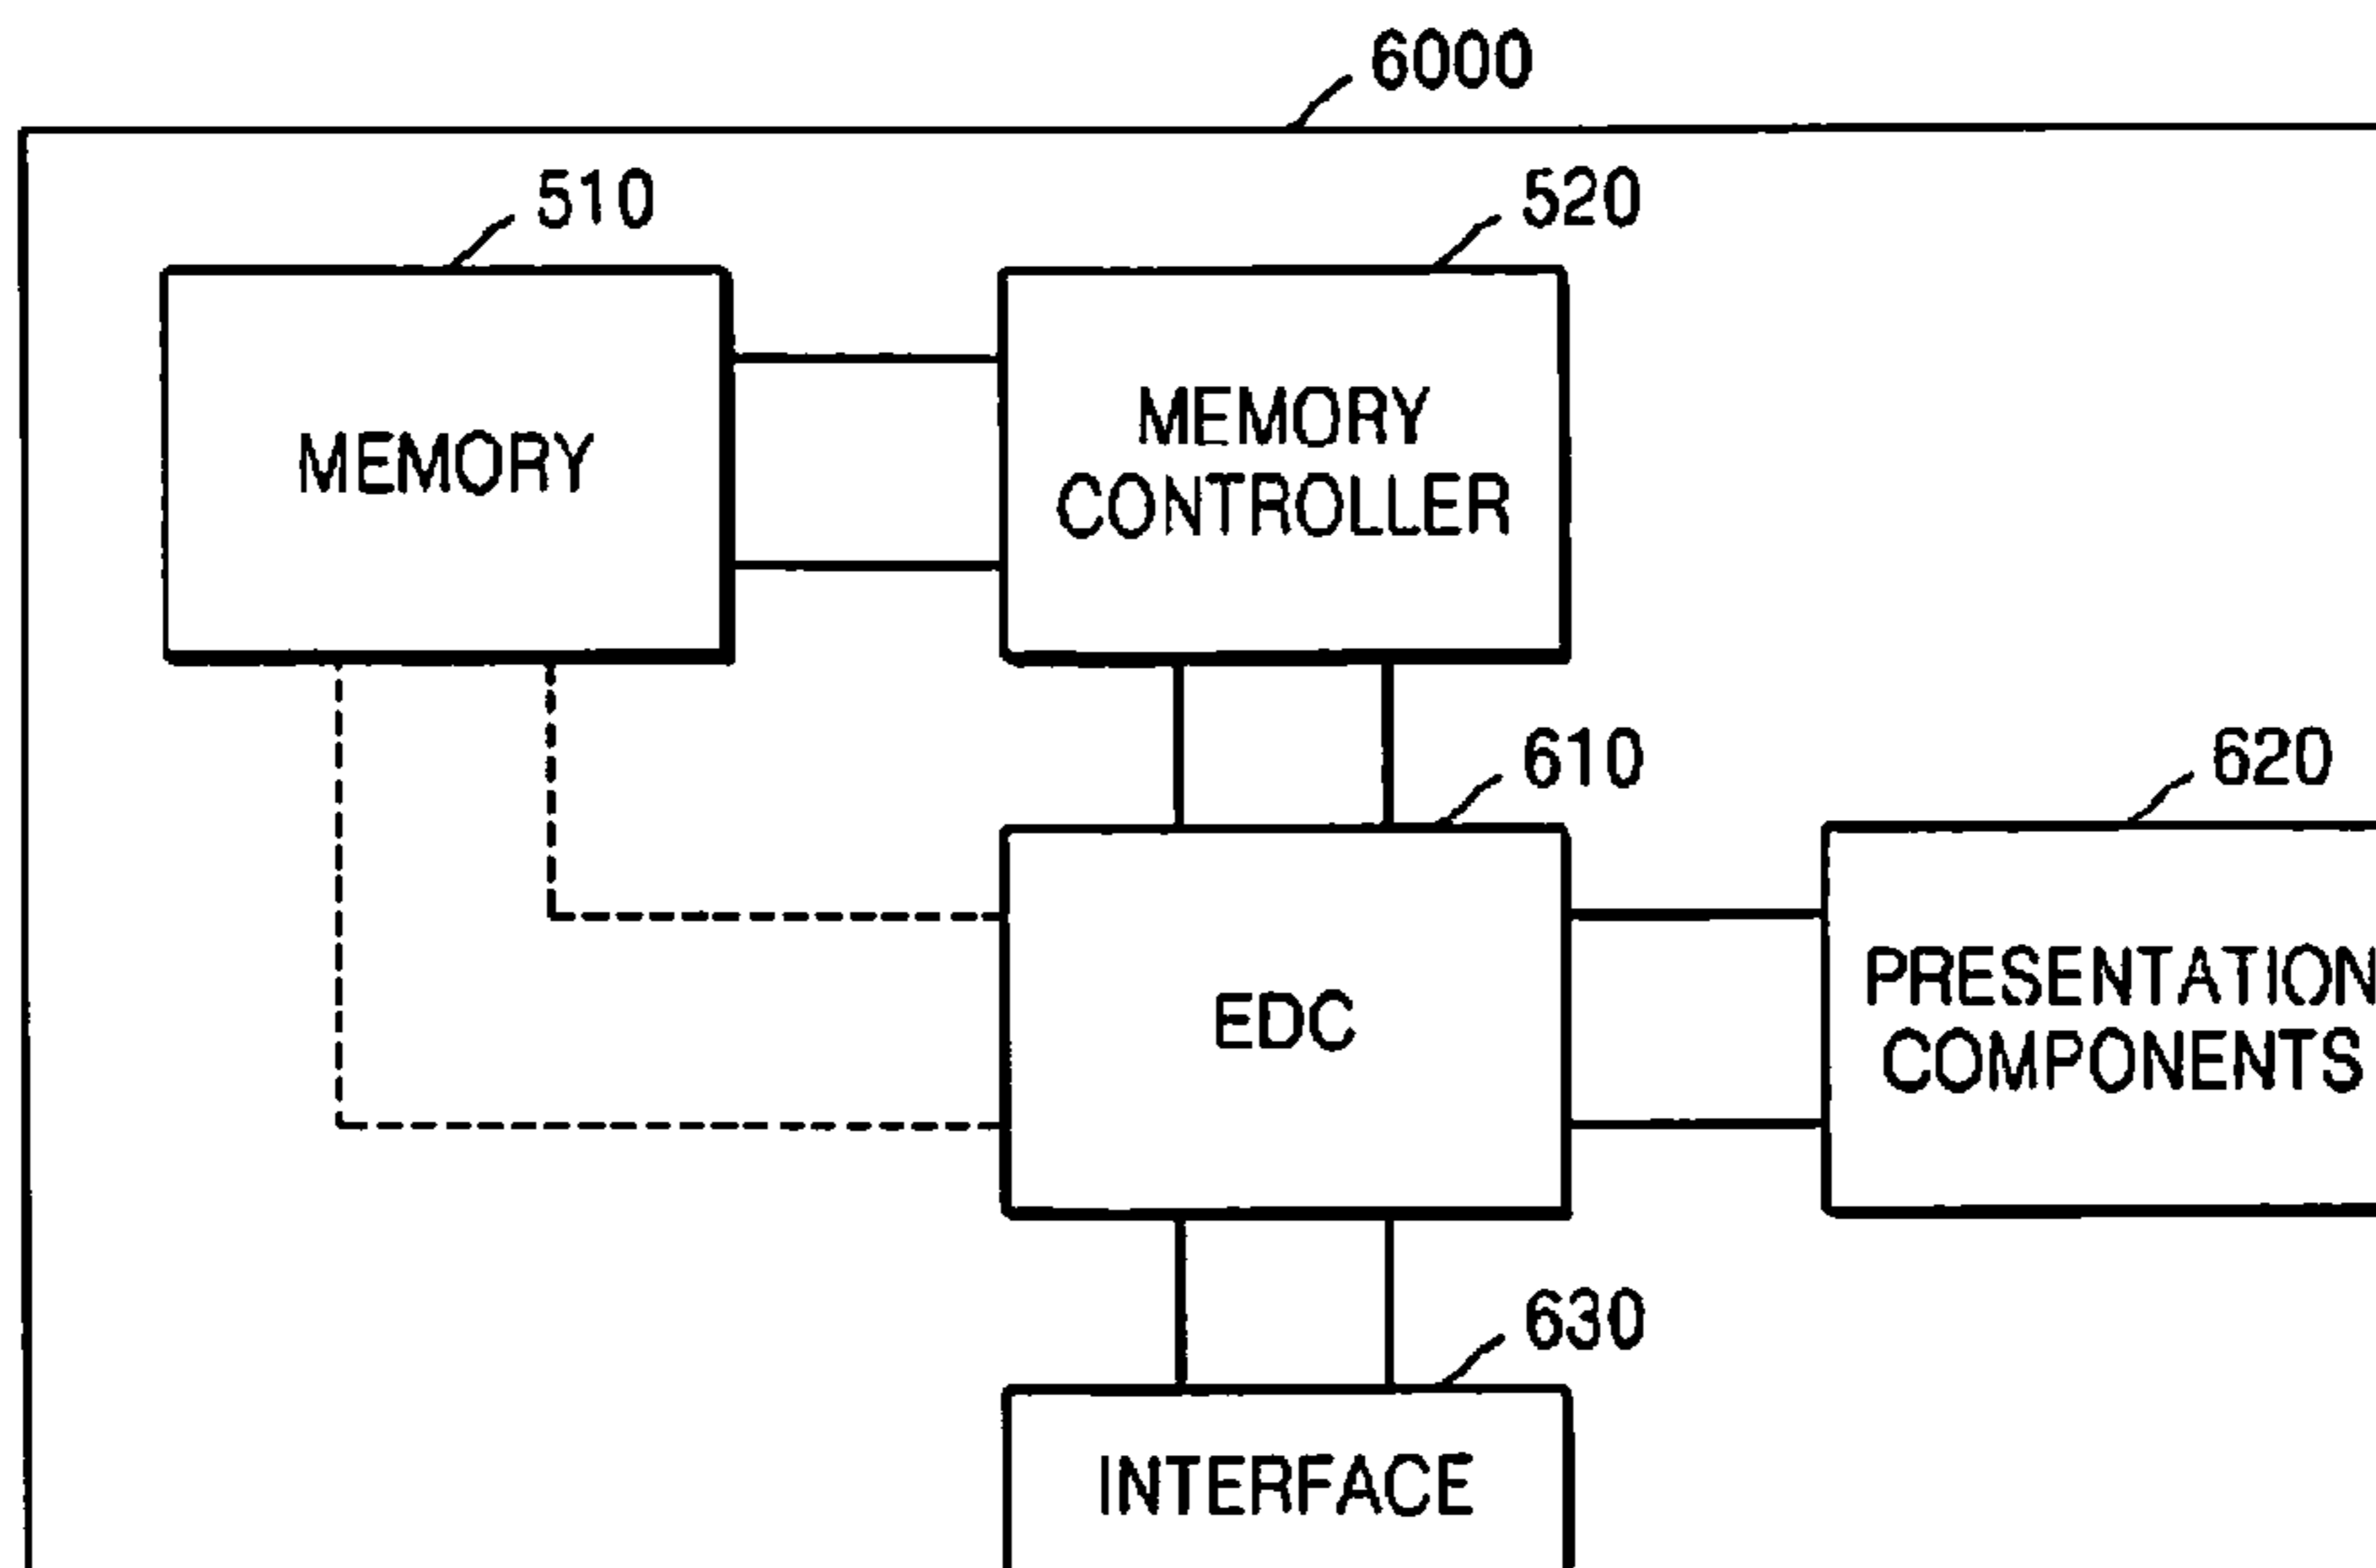 6000
510
520
MEMORY
MEMORY
CONTROLLER
610
620
EDC
PRESENTATION
COMPONENTS
630
INTERFACE